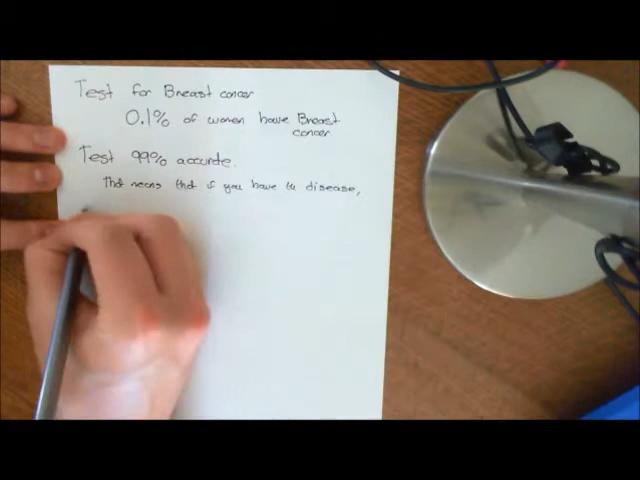 Test for Breast cancer
0.1% of women have Breast
cancer
Test 99% accurate.
that means that if you have the disease,